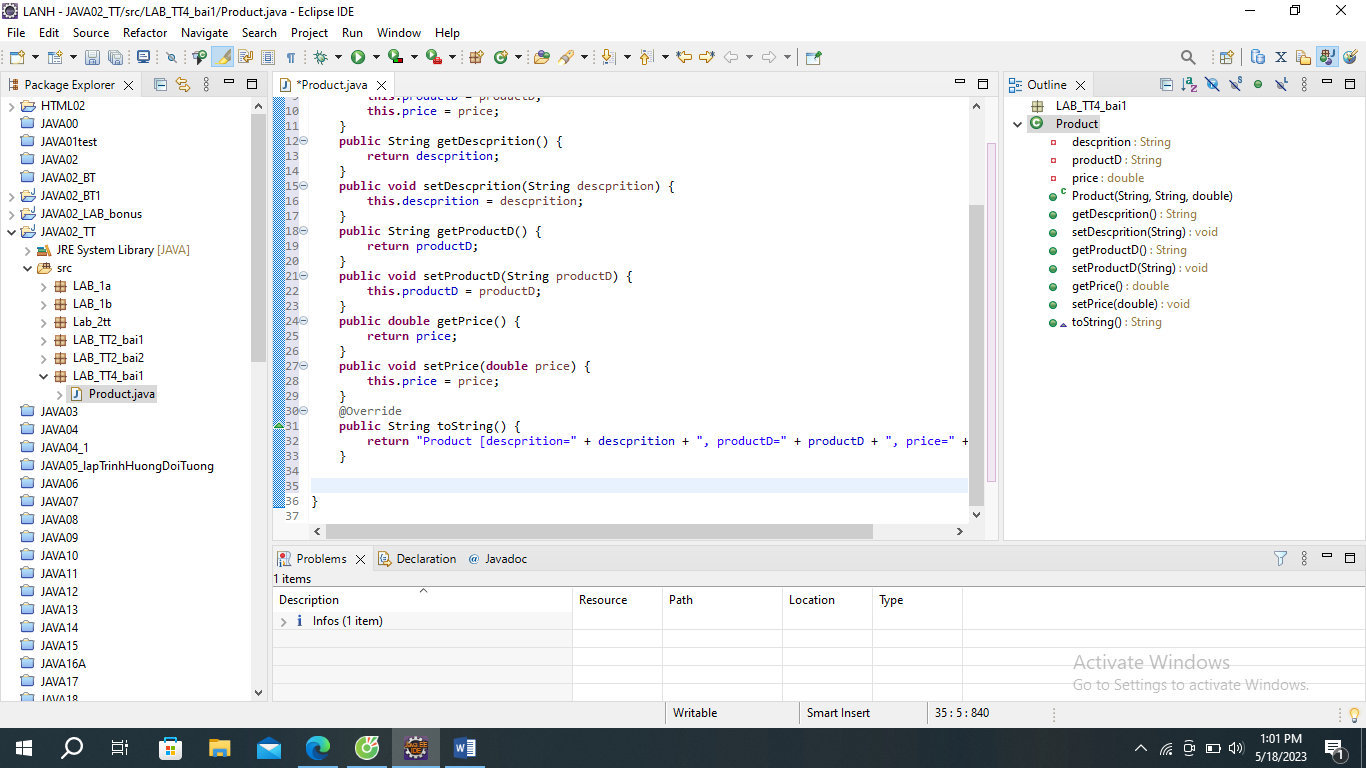 LANH - JAVA02_TT/src/LAB_TT4_bai1/Product.java - Eclipse IDE
File Edit Source Refactor Navigate Search Project Run Window Help
Package Explorer
HTML02
JAVA00
JAVA01test
JAVA02
JAVA02_BT
JAVA02_BT1
JAVA02_LAB_bonus
JAVA02_TT
JRE System Library [JAVA]
src
LAB_1a
LAB_1b
Lab_2tt
LAB_TT2_bai1
LAB_TT2_bai2
LAB_TT4_bai1
Product.java
JAVA03
JAVA04
JAVA04_1
JAVA05_lapTrinhHuongDoiTuong
JAVA06
JAVA07
JAVA08
JAVA09
JAVA10
JAVA11
JAVA12
JAVA13
JAVA14
JAVA15
JAVA16A
JAVA17
JAVA18
*Product.java
9 this.productD = productD;
10 this.price = price;
11 }
12 public String getDescprition() {
13 return descprition;
14 }
15 public void setDescprition(String descprition) {
16 this.descprition = descprition;
17 }
18 public String getProductD() {
19 return productD;
20 }
21 public void setProductD(String productD) {
22 this.productD = productD;
23 }
24 public double getPrice() {
25 return price;
26 }
27 public void setPrice(double price) {
28 this.price = price;
29 }
30 @Override
31 public String toString() {
32 return "Product [descprition=" + descprition + ", productD=" + productD + ", price=" +
33 }
34
35
36 }
37
Outline
LAB_TT4_bai1
Product
descprition : String
productD : String
price : double
Product(String, String, double)
getDescprition() : String
setDescprition(String) : void
getProductD() : String
setProductD(String) : void
getPrice() : double
setPrice(double) : void
toString() : String
Problems Declaration @ Javadoc
1 items
Description Resource Path Location Type
Infos (1 item)
Activate Windows
Go to Settings to activate Windows.
Writable Smart Insert 35 : 5 : 840
1:01 PM
5/18/2023
1